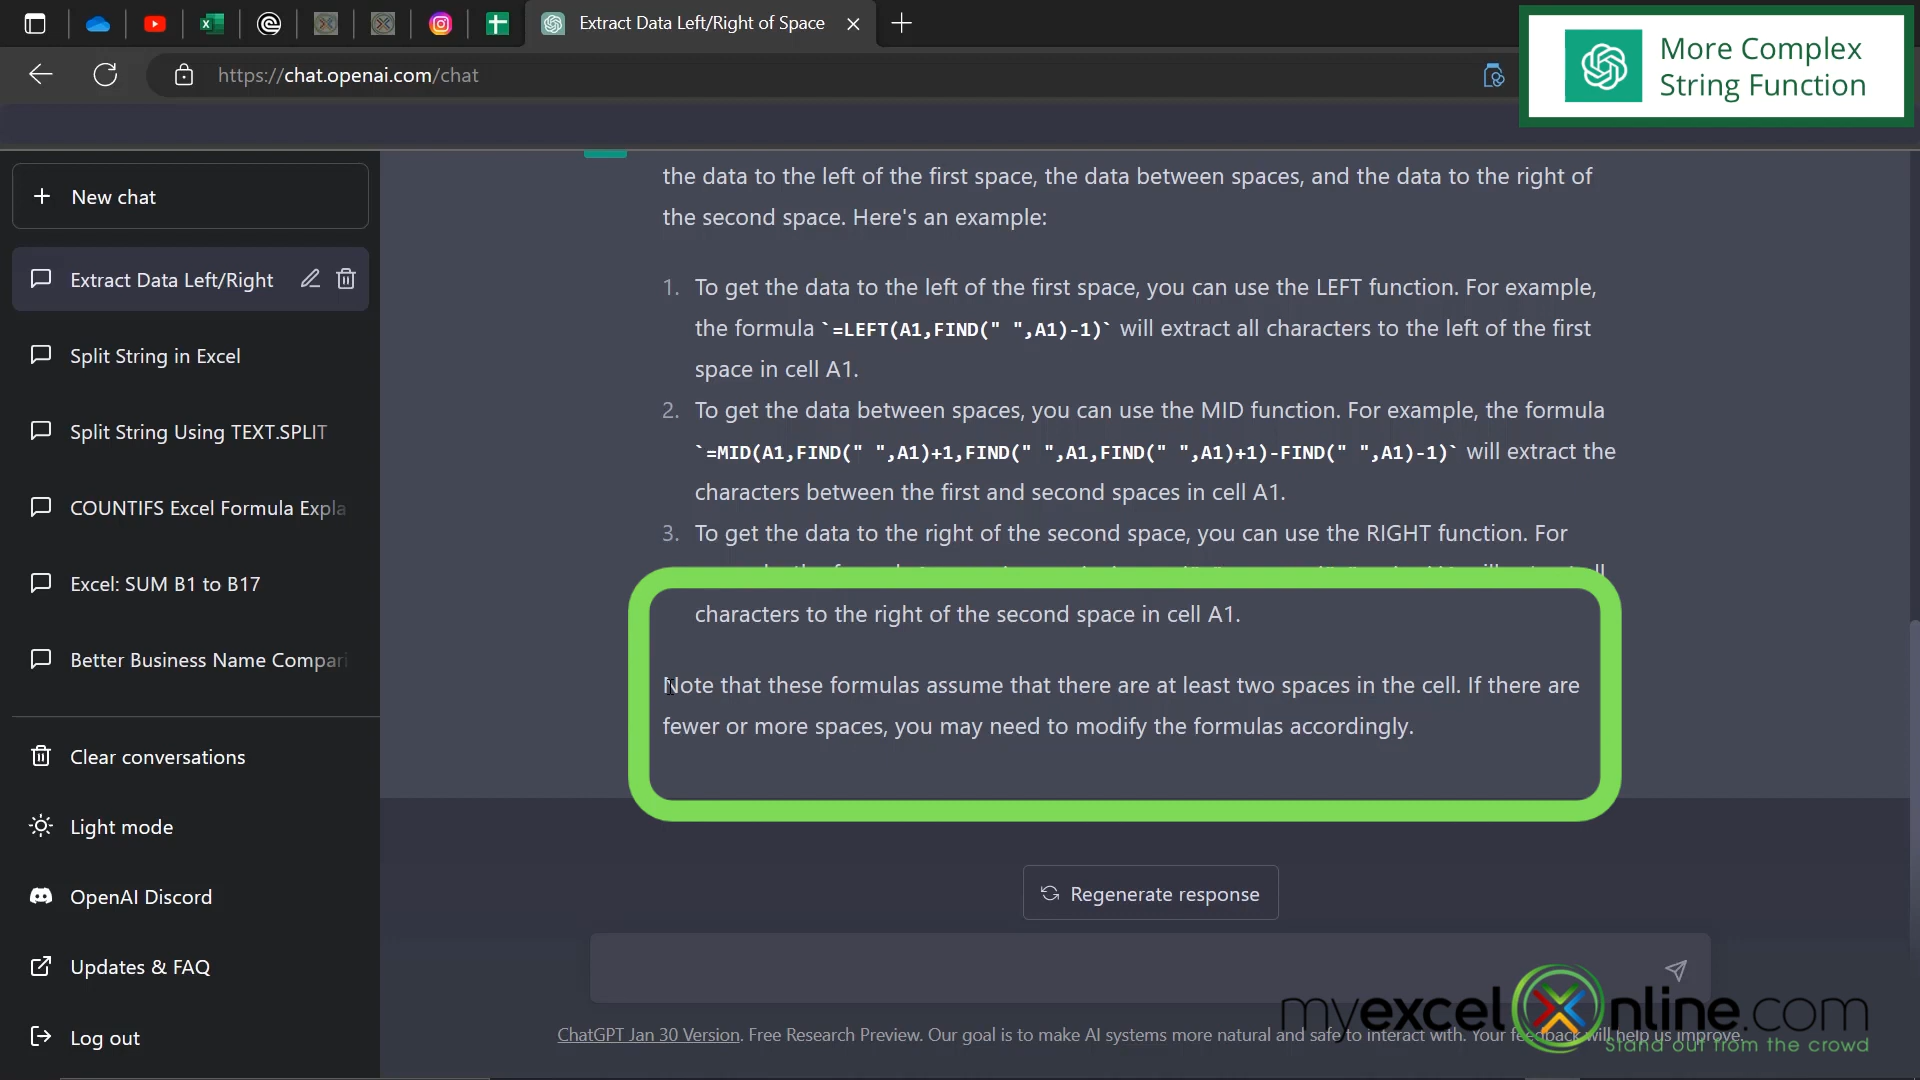 Extract Data Left/Right of Space
https://chat.openai.com/chat
More Complex
String Function
New chat
Extract Data Left/Right
Split String in Excel
Split String Using TEXT.SPLIT
COUNTIFS Excel Formula Expla
Excel: SUM B1 to B17
Better Business Name Compari
Clear conversations
Light mode
OpenAI Discord
Updates & FAQ
Log out
the data to the left of the first space, the data between spaces, and the data to the right of
the second space. Here's an example:
1. To get the data to the left of the first space, you can use the LEFT function. For example,
the formula `=LEFT(A1,FIND(" ",A1)-1)` will extract all characters to the left of the first
space in cell A1.
2. To get the data between spaces, you can use the MID function. For example, the formula
`=MID(A1,FIND(" ",A1)+1,FIND(" ",A1,FIND(" ",A1)+1)-FIND(" ",A1)-1)` will extract the
characters between the first and second spaces in cell A1.
3. To get the data to the right of the second space, you can use the RIGHT function. For
characters to the right of the second space in cell A1.
Note that these formulas assume that there are at least two spaces in the cell. If there are
fewer or more spaces, you may need to modify the formulas accordingly.
Regenerate response
ChatGPT Jan 30 Version. Free Research Preview. Our goal is to make AI systems more natural and safe to interact with. Your feedback will help us improve.
myexcelonline.com
Stand out from the crowd